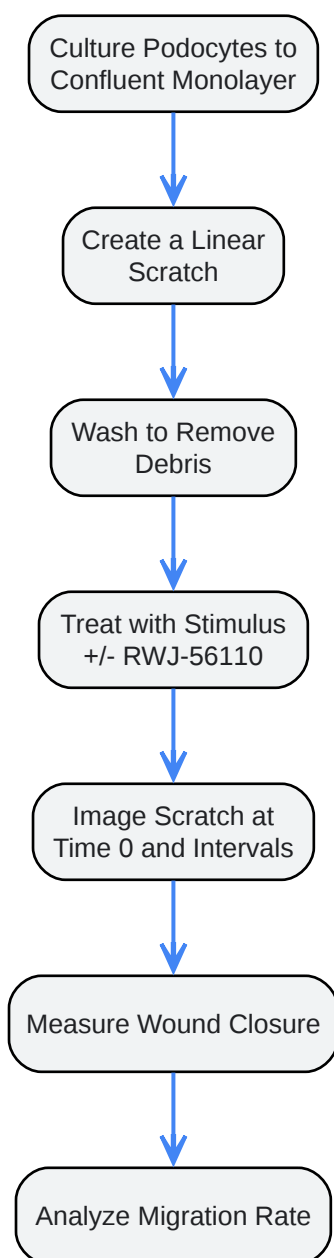 Culture Podocytes to
Confluent Monolayer
Create a Linear
Scratch
Wash to Remove
Debris
Treat with Stimulus
+/- RWJ-56110
Image Scratch at
Time 0 and Intervals
Measure Wound Closure
Analyze Migration Rate